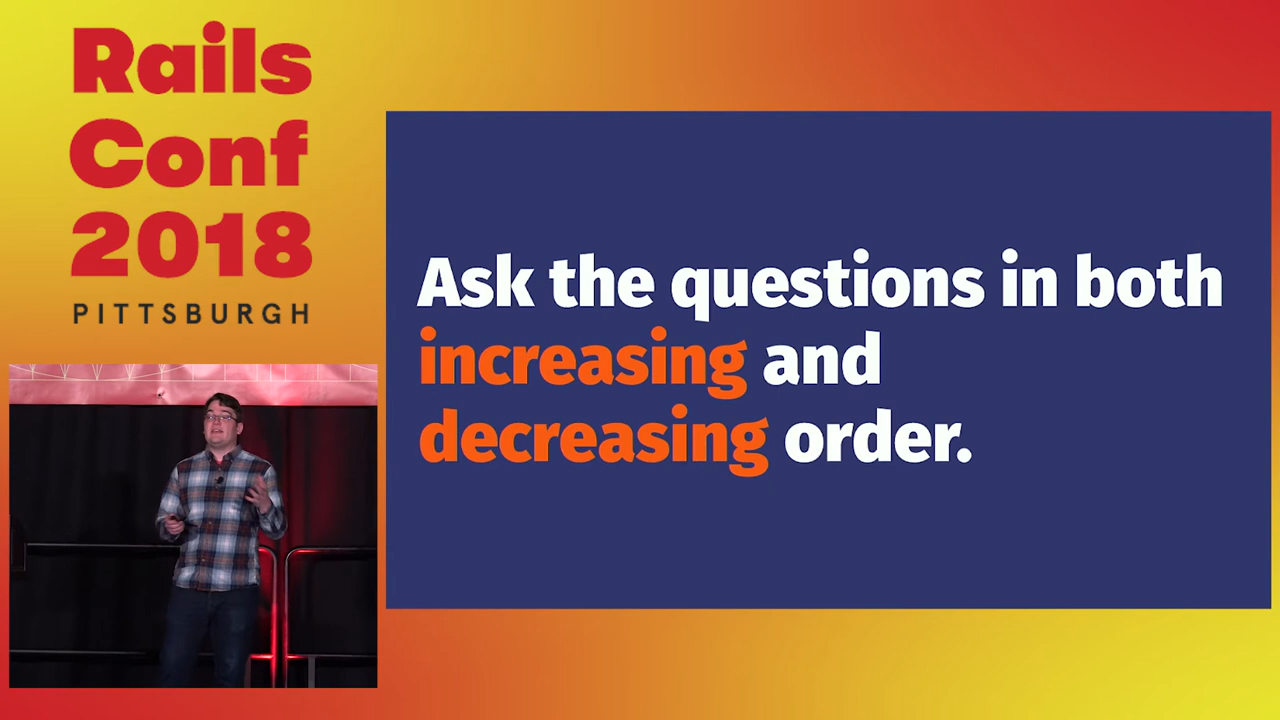 Rails
Conf
2018
PITTSBURGH
Ask the questions in both
increasing and
decreasing order.